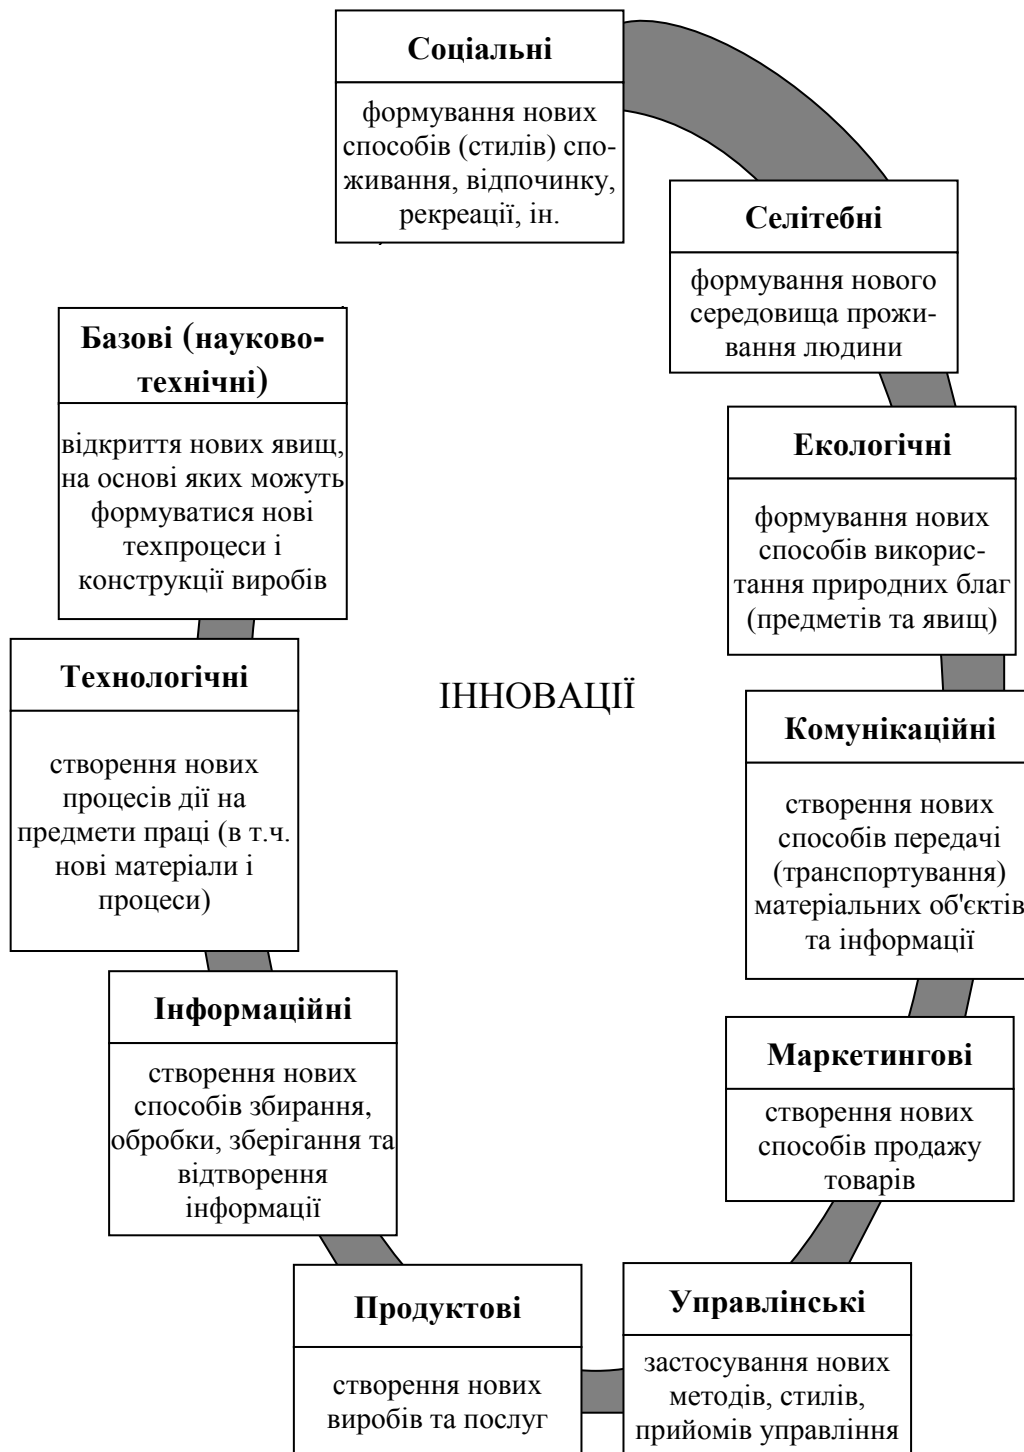 Соціальні
формування нових
способів (стилів) спо-
живання, відпочинку,
рекреації, ін.
Селітебні
формування нового
середовища прожи-
вання людини
Базові (науково-
технічні)
відкриття нових явищ,
на основі яких можуть
формуватися нові
техпроцеси і
конструкції виробів
Екологічні
формування нових
способів викорис-
тання природних благ
(предметів та явищ)
Технологічні
створення нових
процесів дії на
предмети праці (в т.ч.
нові матеріали і
процеси)
ІННОВАЦІЇ
Комунікаційні
створення нових
способів передачі
(транспортування)
матеріальних об'єктів
та інформації
Інформаційні
створення нових
способів збирання,
обробки, зберігання та
відтворення
інформації
Маркетингові
створення нових
способів продажу
товарів
Продуктові
створення нових
виробів та послуг
Управлінські
застосування нових
методів, стилів,
прийомів управління